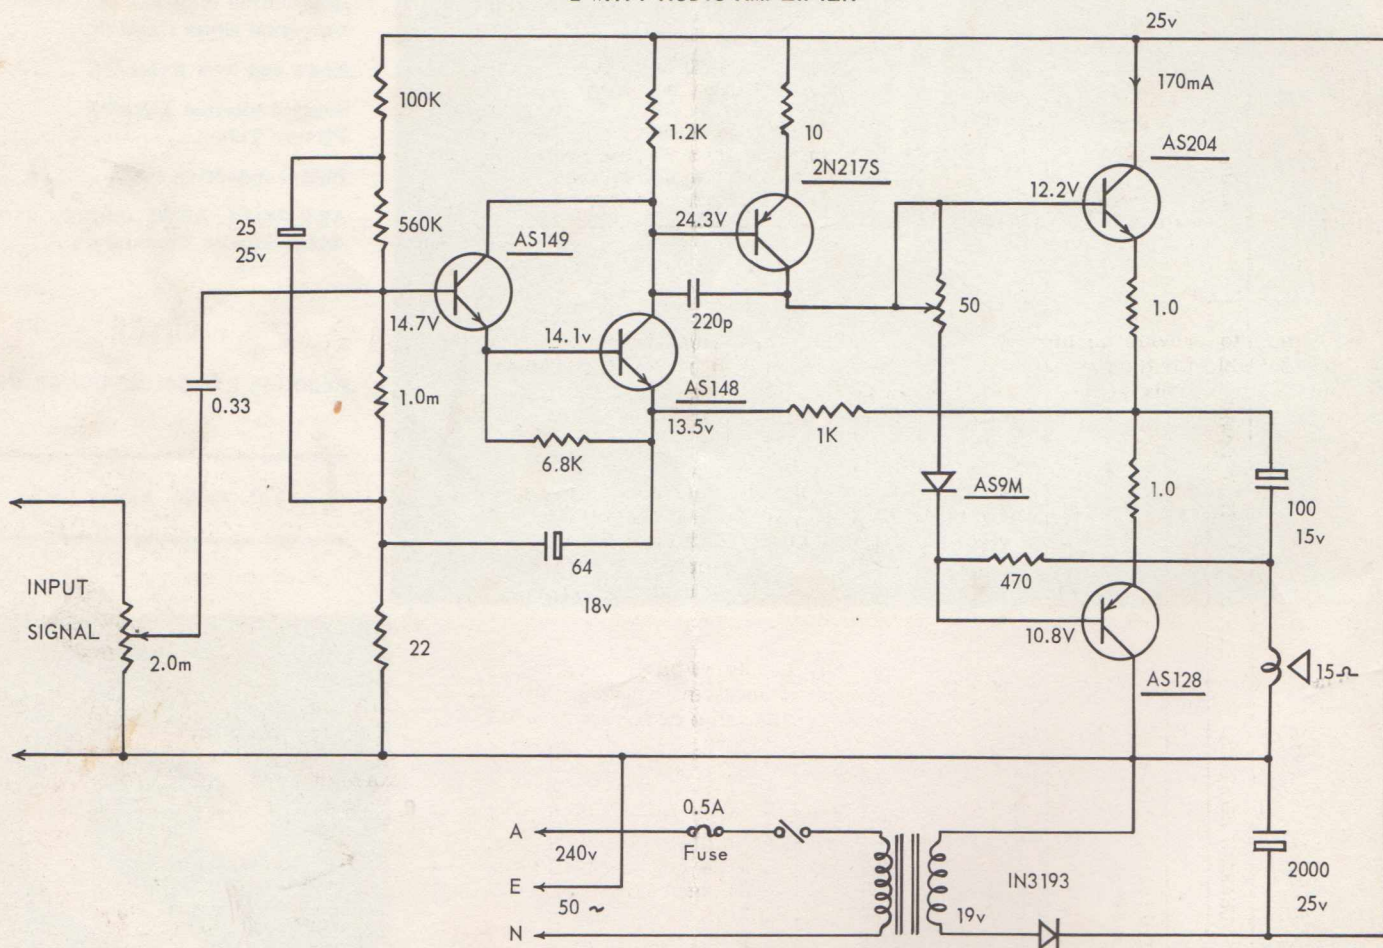 25v
170mA
100K
1.2K
10
AS204
2N217S
12.2V
560K
25
25v
AS149
24.3V
14.7V
220p
50
1.0
14.1v
0.33
1.0m
AS148
13.5v
1K
6.8K
AS9M
1.0
100
15v
64
18v
470
INPUT
SIGNAL
2.0m
22
10.8V
AS128
15Ω
0.5A
Fuse
A
240v
E
50 ~
N
IN3193
19v
2000
25v